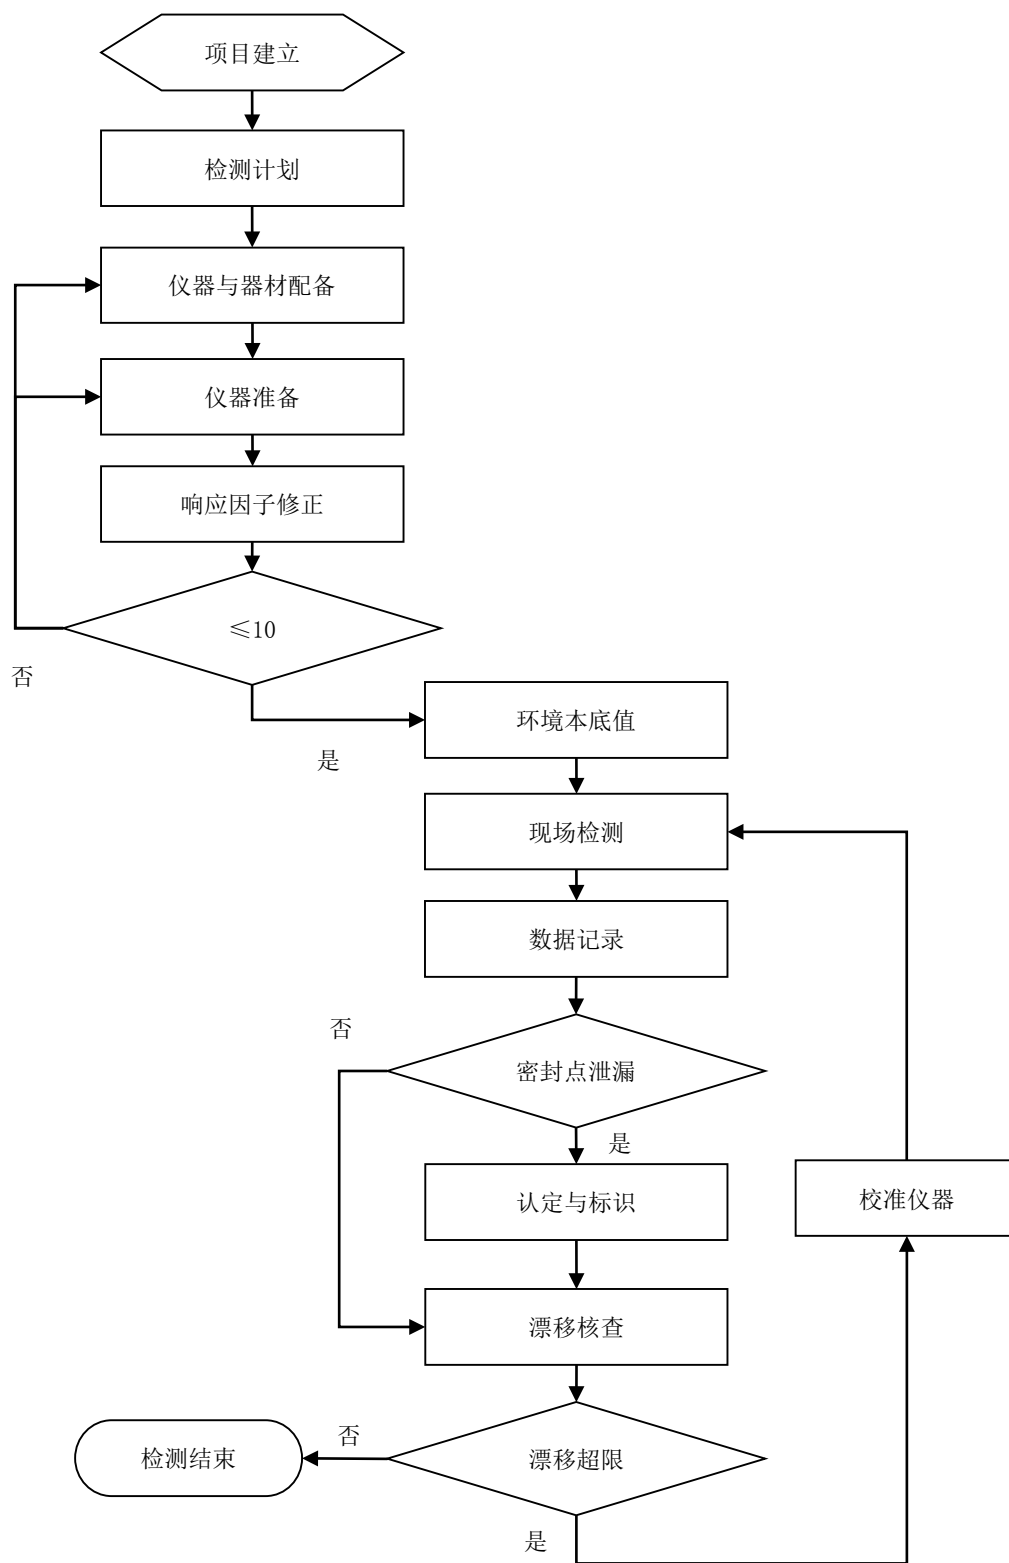 项目建立
检测计划
仪器与器材配备
仪器准备
响应因子修正
≤10
否
环境本底值
是
现场检测
数据记录
否
密封点泄漏
是
认定与标识
校准仪器
漂移核查
否
检测结束
漂移超限
是